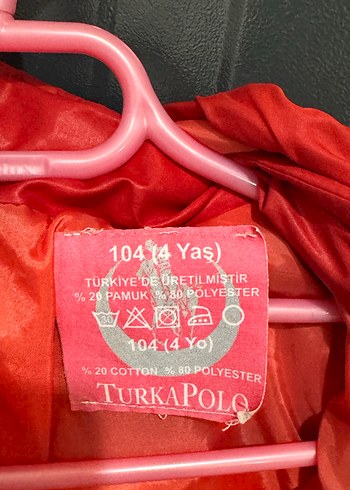 104 (4 Yaş)
TÜRKİYE'DE ÜRETİLMİŞTİR
% 20 PAMUK % 80 POLYESTER
30
104 (4 Yo)
% 20 COTTON % 80 POLYESTER
TURKAPOLO